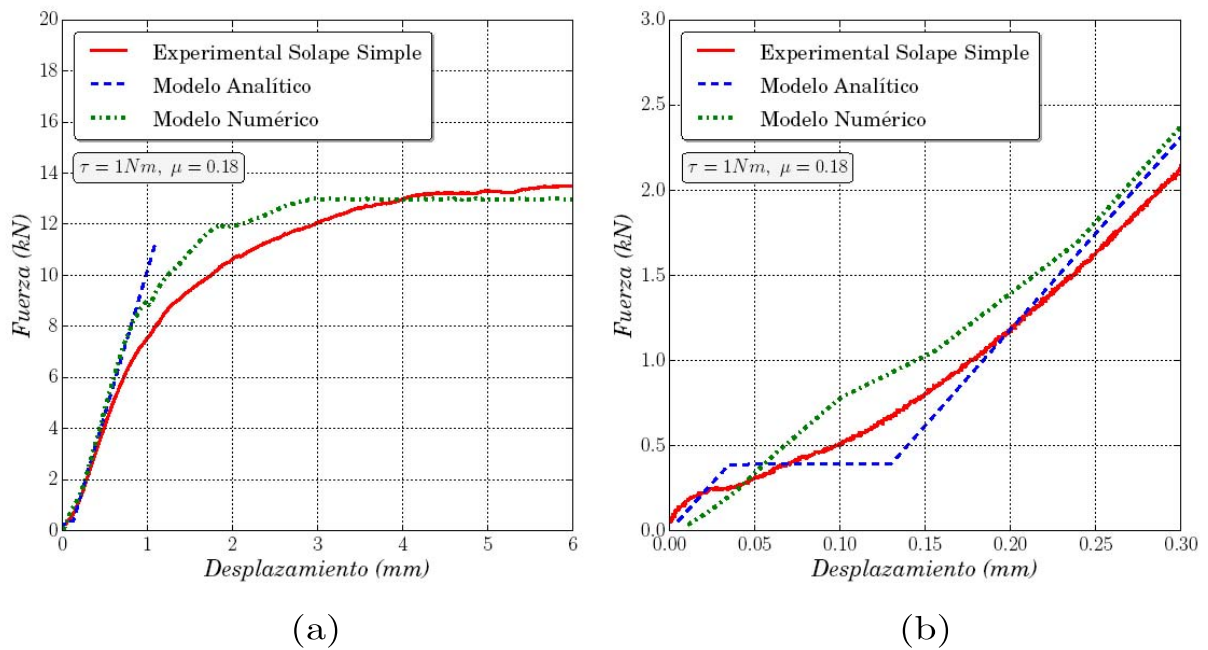 20
18
16
14
12
10
8
6
4
2
0
Fuerza (kN)
Experimental Solape Simple
Modelo Analítico
Modelo Numérico
τ = 1Nm, μ = 0.18
0 1 2 3 4 5 6
Desplazamiento (mm)
(a)
3.0
2.5
2.0
1.5
1.0
0.5
0.0
Fuerza (kN)
Experimental Solape Simple
Modelo Analítico
Modelo Numérico
τ = 1Nm, μ = 0.18
0.00 0.05 0.10 0.15 0.20 0.25 0.30
Desplazamiento (mm)
(b)